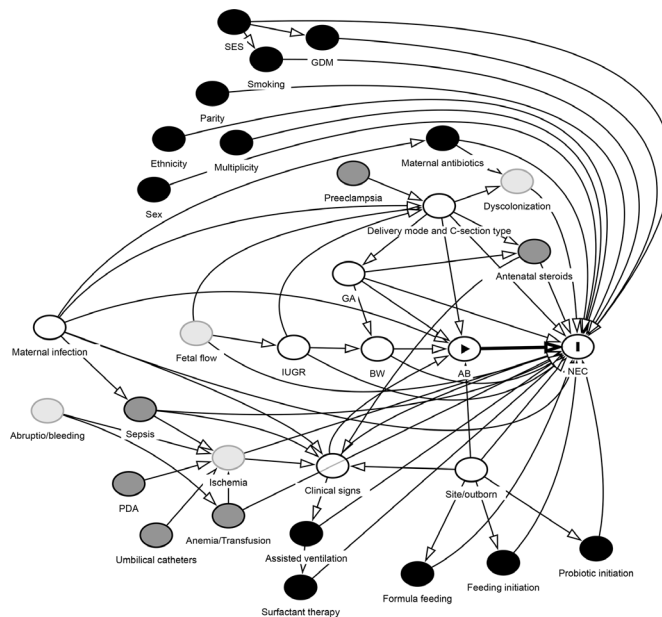 SES
GDM
Smoking
Parity
Ethnicity
Multiplicity
Maternal antibiotics
Sex
Preeclampsia
Dyscolonization
Delivery mode and C-section type
Antenatal steroids
GA
Maternal infection
Fetal flow
IUGR
BW
AB
NEC
Abruptio/bleeding
Sepsis
Ischemia
Clinical signs
Site/outborn
PDA
Anemia/Transfusion
Umbilical catheters
Assisted ventilation
Probiotic initiation
Feeding initiation
Formula feeding
Surfactant therapy